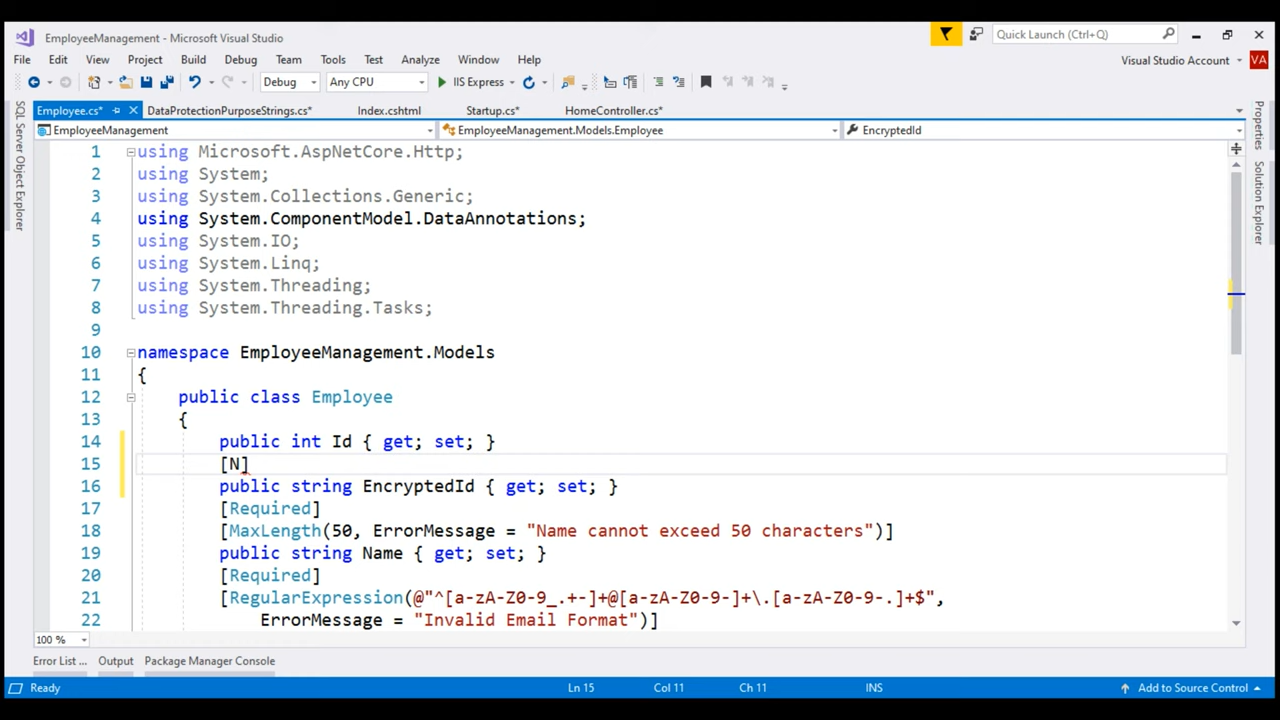 EmployeeManagement - Microsoft Visual Studio
Quick Launch (Ctrl+Q)
File Edit View Project Build Debug Team Tools Test Analyze Window Help
Visual Studio Account VA
Debug Any CPU IIS Express
Employee.cs* DataProtectionPurposeStrings.cs* Index.cshtml Startup.cs* HomeController.cs*
EmployeeManagement EmployeeManagement.Models.Employee EncryptedId
SQL Server Object Explorer
Properties
Solution Explorer
1 using Microsoft.AspNetCore.Http;
2 using System;
3 using System.Collections.Generic;
4 using System.ComponentModel.DataAnnotations;
5 using System.IO;
6 using System.Linq;
7 using System.Threading;
8 using System.Threading.Tasks;
9
10 namespace EmployeeManagement.Models
11 {
12 public class Employee
13 {
14 public int Id { get; set; }
15 [N]
16 public string EncryptedId { get; set; }
17 [Required]
18 [MaxLength(50, ErrorMessage = "Name cannot exceed 50 characters")]
19 public string Name { get; set; }
20 [Required]
21 [RegularExpression(@"^[a-zA-Z0-9_.+-]+@[a-zA-Z0-9-]+\.[a-zA-Z0-9-.]+$",
22 ErrorMessage = "Invalid Email Format")]
100 %
Error List ... Output Package Manager Console
Ready Ln 15 Col 11 Ch 11 INS Add to Source Control